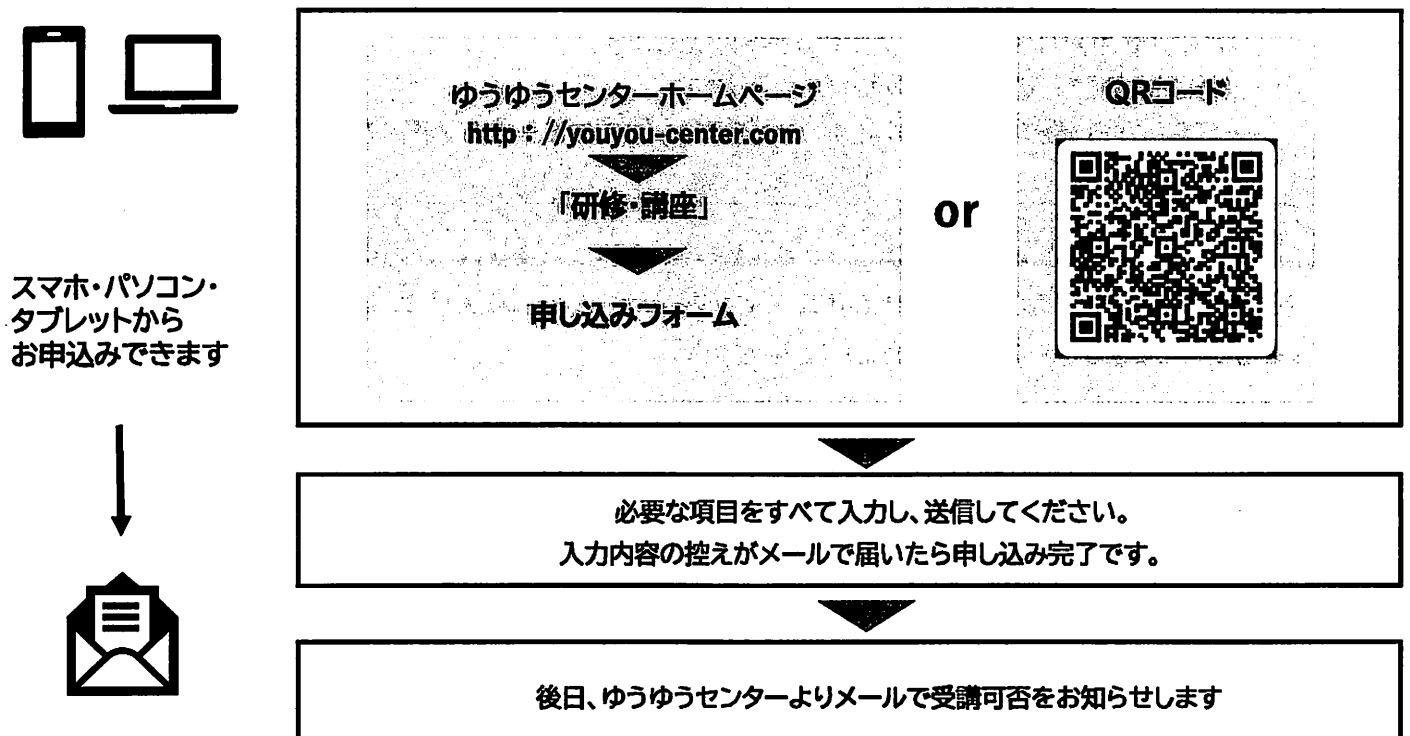 スマホ・パソコン・
タブレットから
お申込みできます
ゆうゆうセンターホームページ
http：//youyou-center.com
「研修・講座」
申し込みフォーム
or
QRコード
必要な項目をすべて入力し、送信してください。
入力内容の控えがメールで届いたら申し込み完了です。
後日、ゆうゆうセンターよりメールで受講可否をお知らせします